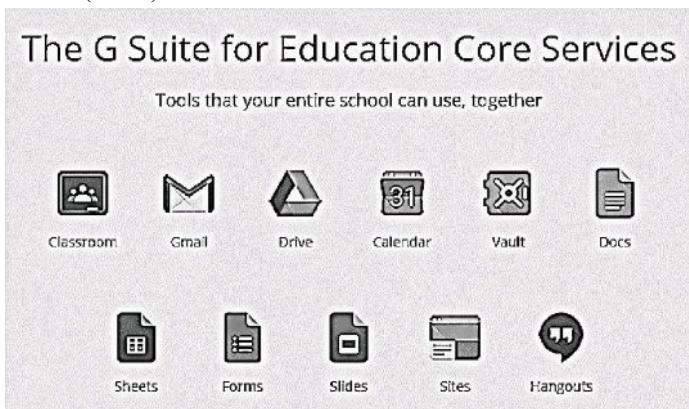 The G Suite for Education Core Services
Tools that your entire school can use, together
31
Classroom Gmail Drive Calendar Vault Docs
Sheets Forms Slides Sites Hangouts